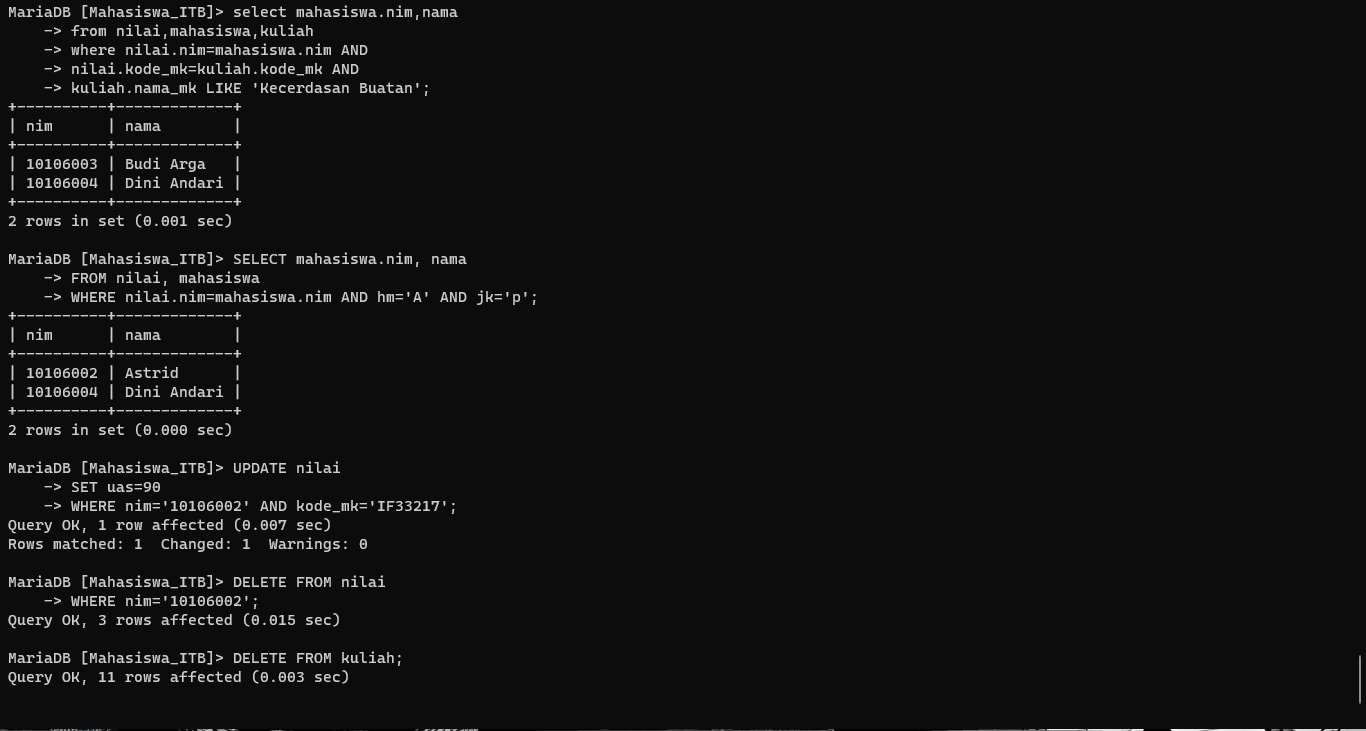 MariaDB [Mahasiswa_ITB]> select mahasiswa.nim,nama
    -> from nilai,mahasiswa,kuliah
    -> where nilai.nim=mahasiswa.nim AND
    -> nilai.kode_mk=kuliah.kode_mk AND
    -> kuliah.nama_mk LIKE 'Kecerdasan Buatan';
+----------+-------------+
| nim      | nama        |
+----------+-------------+
| 10106003 | Budi Arga   |
| 10106004 | Dini Andari |
+----------+-------------+
2 rows in set (0.001 sec)

MariaDB [Mahasiswa_ITB]> SELECT mahasiswa.nim, nama
    -> FROM nilai, mahasiswa
    -> WHERE nilai.nim=mahasiswa.nim AND hm='A' AND jk='p';
+----------+-------------+
| nim      | nama        |
+----------+-------------+
| 10106002 | Astrid      |
| 10106004 | Dini Andari |
+----------+-------------+
2 rows in set (0.000 sec)

MariaDB [Mahasiswa_ITB]> UPDATE nilai
    -> SET uas=90
    -> WHERE nim='10106002' AND kode_mk='IF33217';
Query OK, 1 row affected (0.007 sec)
Rows matched: 1  Changed: 1  Warnings: 0

MariaDB [Mahasiswa_ITB]> DELETE FROM nilai
    -> WHERE nim='10106002';
Query OK, 3 rows affected (0.015 sec)

MariaDB [Mahasiswa_ITB]> DELETE FROM kuliah;
Query OK, 11 rows affected (0.003 sec)